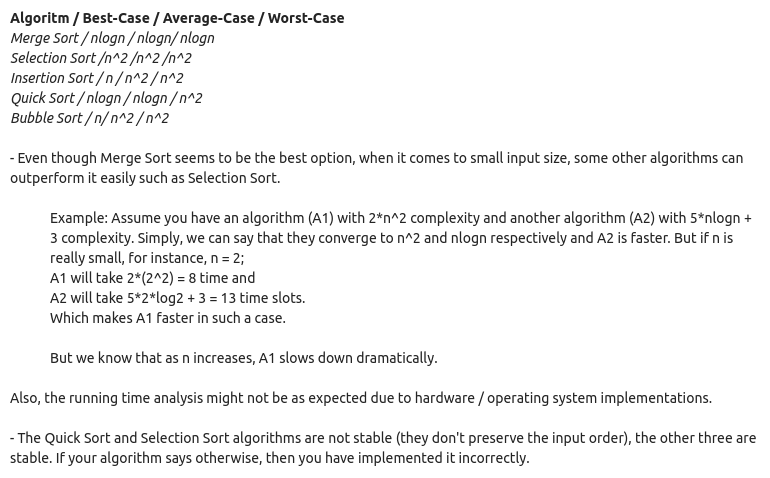 Algoritm / Best-Case / Average-Case / Worst-Case
Merge Sort / nlogn / nlogn/ nlogn
Selection Sort /n^2 /n^2 /n^2
Insertion Sort / n / n^2 / n^2
Quick Sort / nlogn / nlogn / n^2
Bubble Sort / n/ n^2 / n^2
- Even though Merge Sort seems to be the best option, when it comes to small input size, some other algorithms can
outperform it easily such as Selection Sort.
Example: Assume you have an algorithm (A1) with 2*n^2 complexity and another algorithm (A2) with 5*nlogn +
3 complexity. Simply, we can say that they converge to n^2 and nlogn respectively and A2 is faster. But if n is
really small, for instance, n = 2;
A1 will take 2*(2^2) = 8 time and
A2 will take 5*2*log2 + 3 = 13 time slots.
Which makes A1 faster in such a case.
But we know that as n increases, A1 slows down dramatically.
Also, the running time analysis might not be as expected due to hardware / operating system implementations.
- The Quick Sort and Selection Sort algorithms are not stable (they don't preserve the input order), the other three are
stable. If your algorithm says otherwise, then you have implemented it incorrectly.